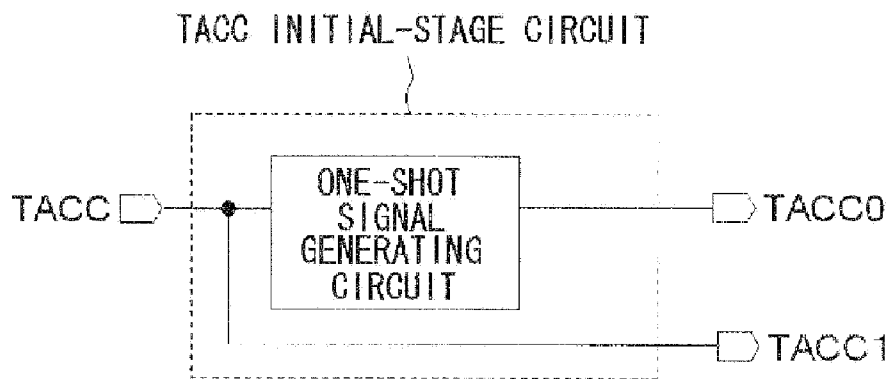 TACC INITIAL-STAGE CIRCUIT
TACC
ONE-SHOT
SIGNAL
GENERATING
CIRCUIT
TACC0
TACC1